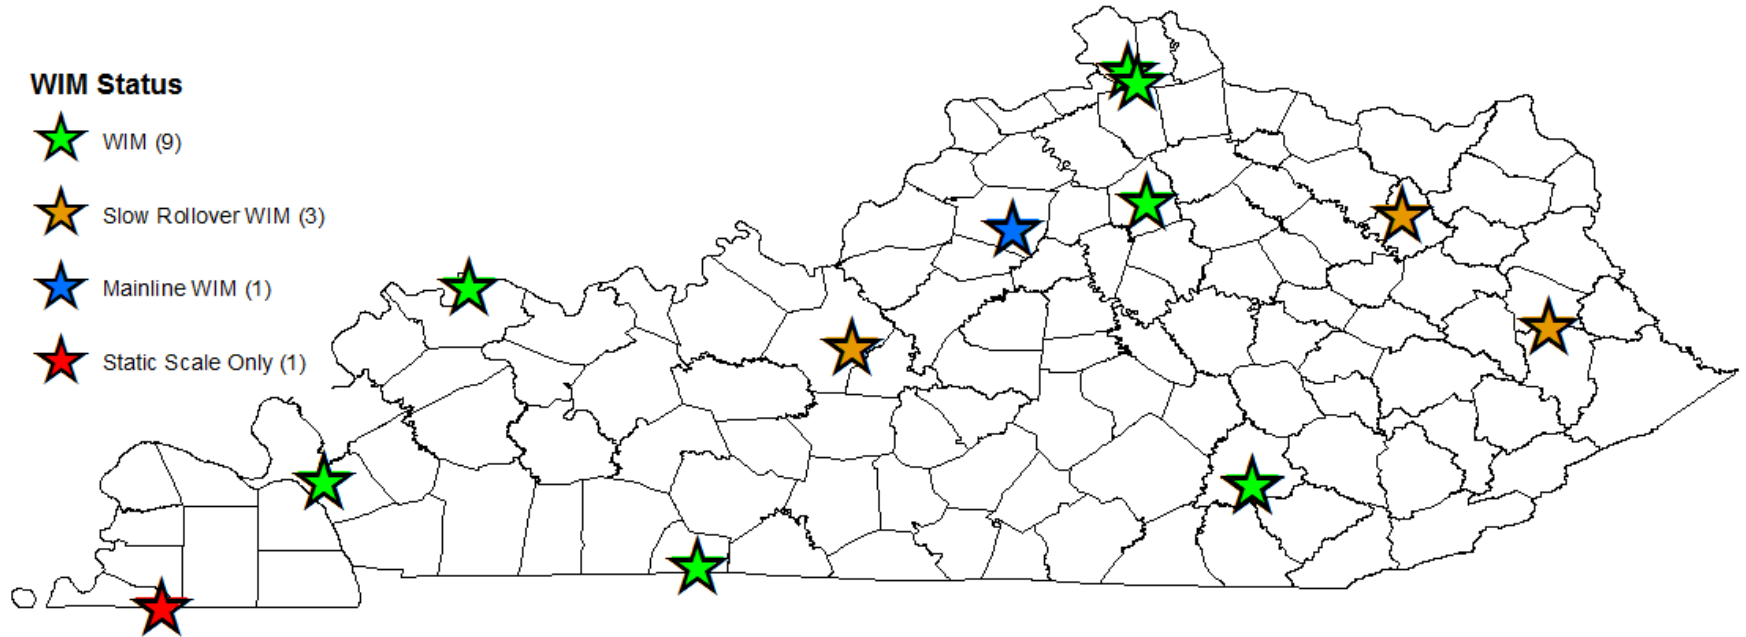 WIM Status
WIM (9)
Slow Rollover WIM (3)
Mainline WIM (1)
Static Scale Only (1)